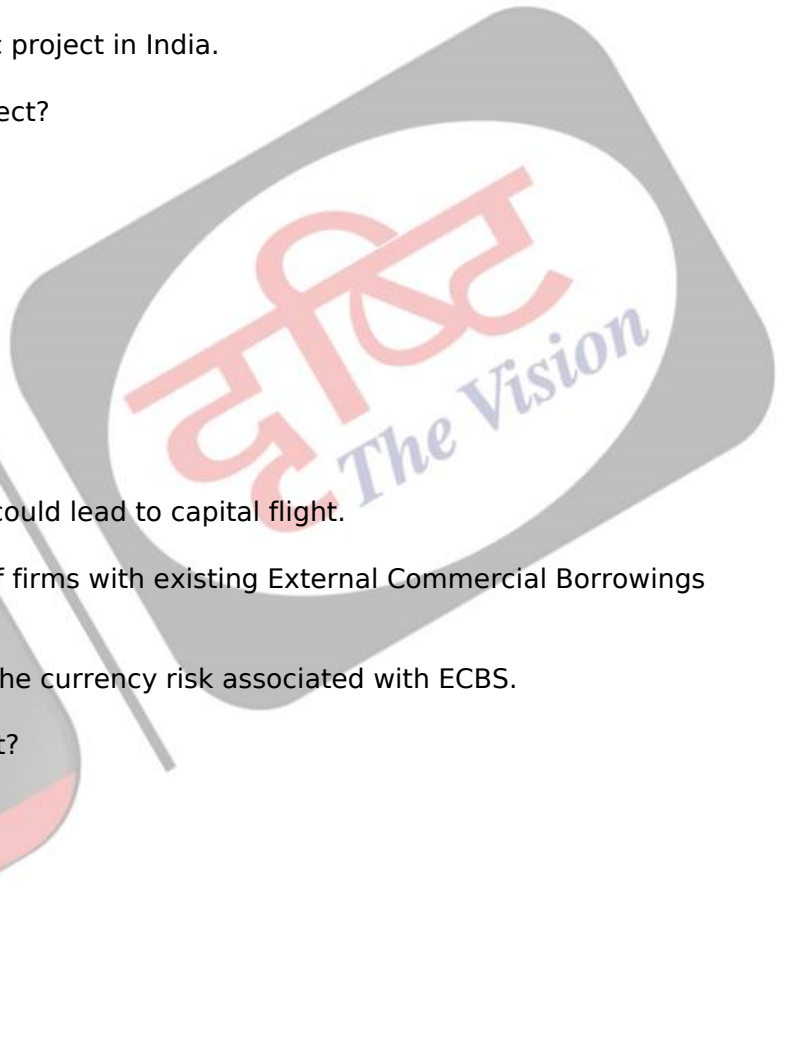 project in India.
ect?
दृष्टि
The Vision
could lead to capital flight.
f firms with existing External Commercial Borrowings
he currency risk associated with ECBS.
t?